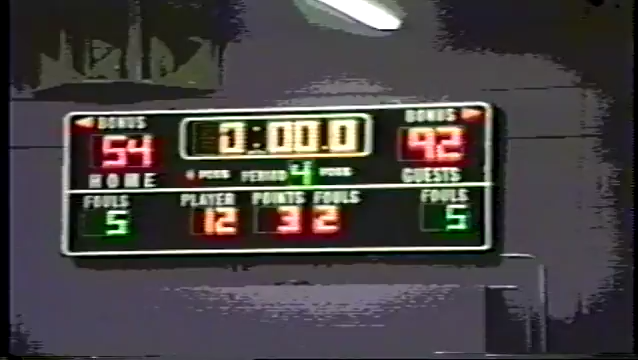 BONUS BONUS
54 0:00.0 92
HOME POSS PERIOD 4 POSS GUESTS
FOULS PLAYER POINTS FOULS FOULS
5 12 3 2 5